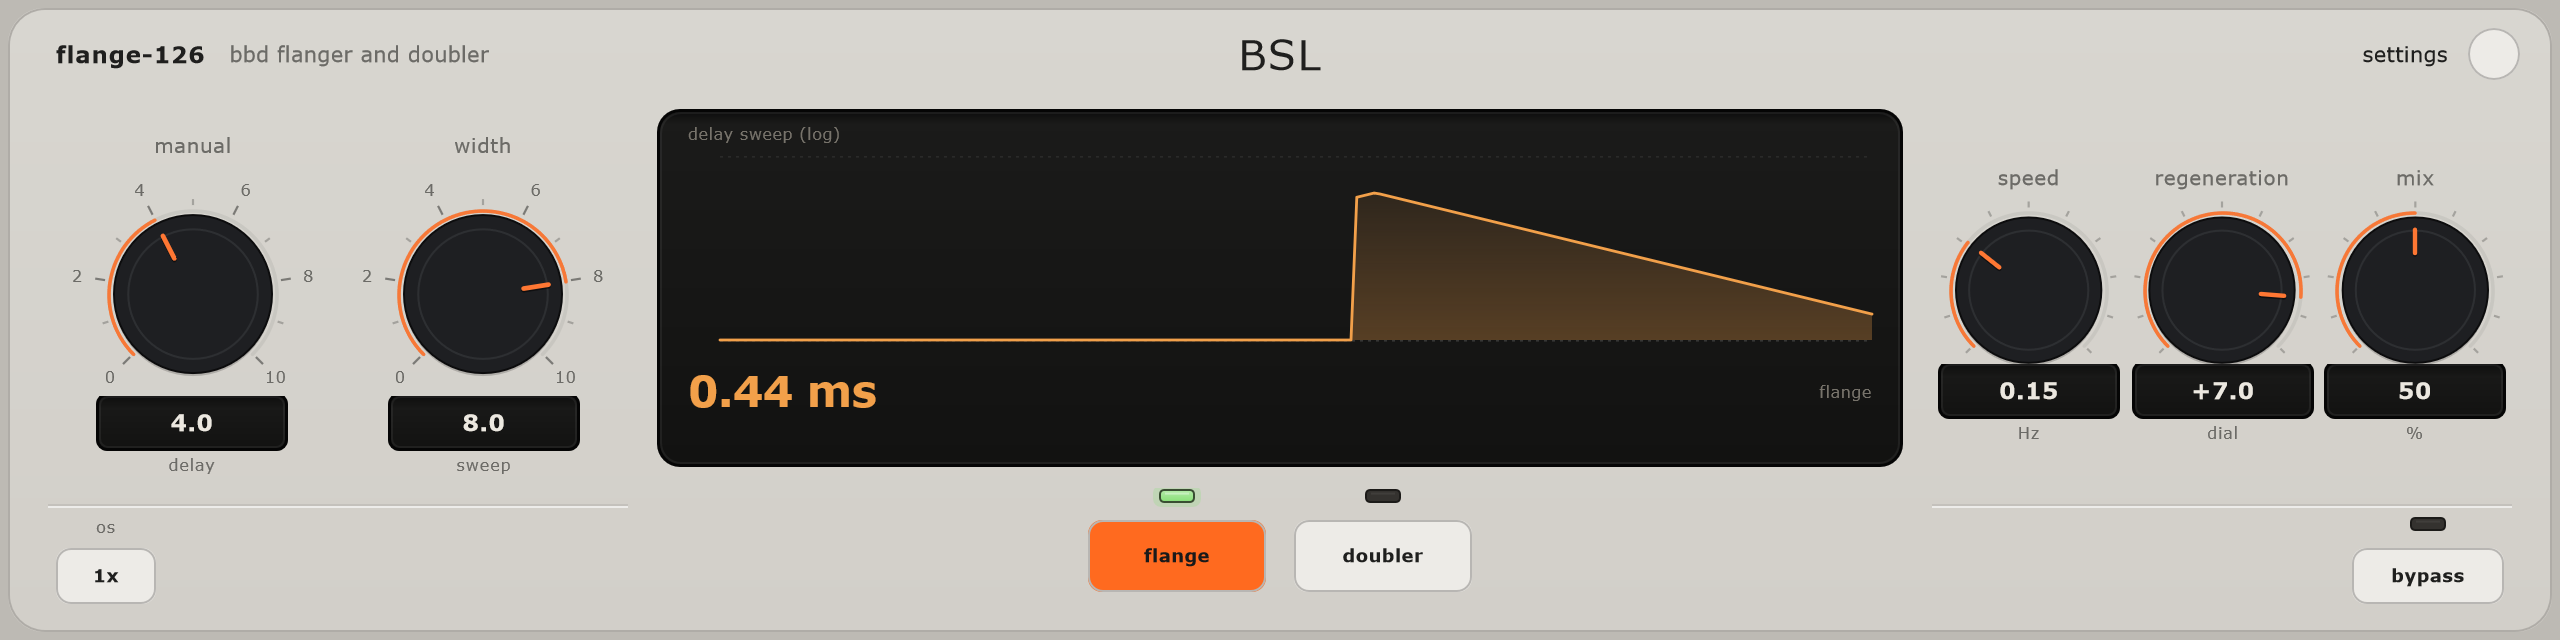 flange-126 bbd flanger and doubler
BSL
settings
manual
0
2
4
6
8
10
4.0
delay
width
0
2
4
6
8
10
8.0
sweep
delay sweep (log)
0.44 ms
flange
speed
0.15
Hz
regeneration
+7.0
dial
mix
50
%
os
1x
flange
doubler
bypass